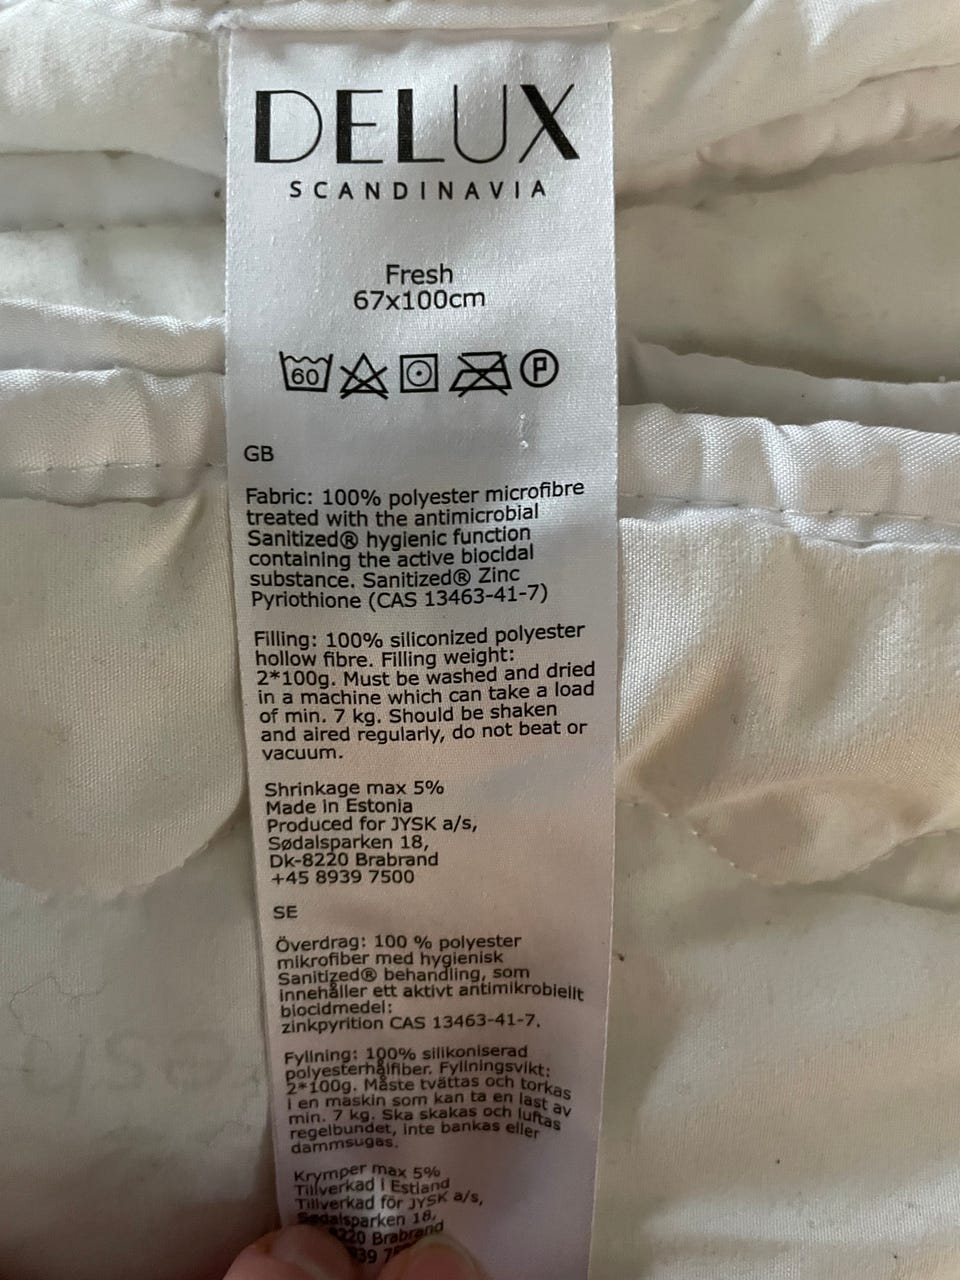 DELUX
SCANDINAVIA
Fresh
67x100cm
60
P
GB
Fabric: 100% polyester microfibre
treated with the antimicrobial
Sanitized® hygienic function
containing the active biocidal
substance. Sanitized® Zinc
Pyriothione (CAS 13463-41-7)
Filling: 100% siliconized polyester
hollow fibre. Filling weight:
2*100g. Must be washed and dried
in a machine which can take a load
of min. 7 kg. Should be shaken
and aired regularly, do not beat or
vacuum.
Shrinkage max 5%
Made in Estonia
Produced for JYSK a/s,
Sødalsparken 18,
Dk-8220 Brabrand
+45 8939 7500
SE
Överdrag: 100 % polyester
mikrofiber med hygienisk
Sanitized® behandling, som
innehåller ett aktivt antimikrobiellt
biocidmedel:
zinkpyrition CAS 13463-41-7.
Fyllning: 100% silikoniserad
polyesterhålfiber. Fyllningsvikt:
2*100g. Måste tvättas och torkas
i en maskin som kan ta en last av
min. 7 kg. Ska skakas och luftas
regelbundet, inte bankas eller
dammsugas.
Krymper max 5%
Tillverkad i Estland
Tillverkad för JYSK a/s,
Sødalsparken 18,
Brabrand